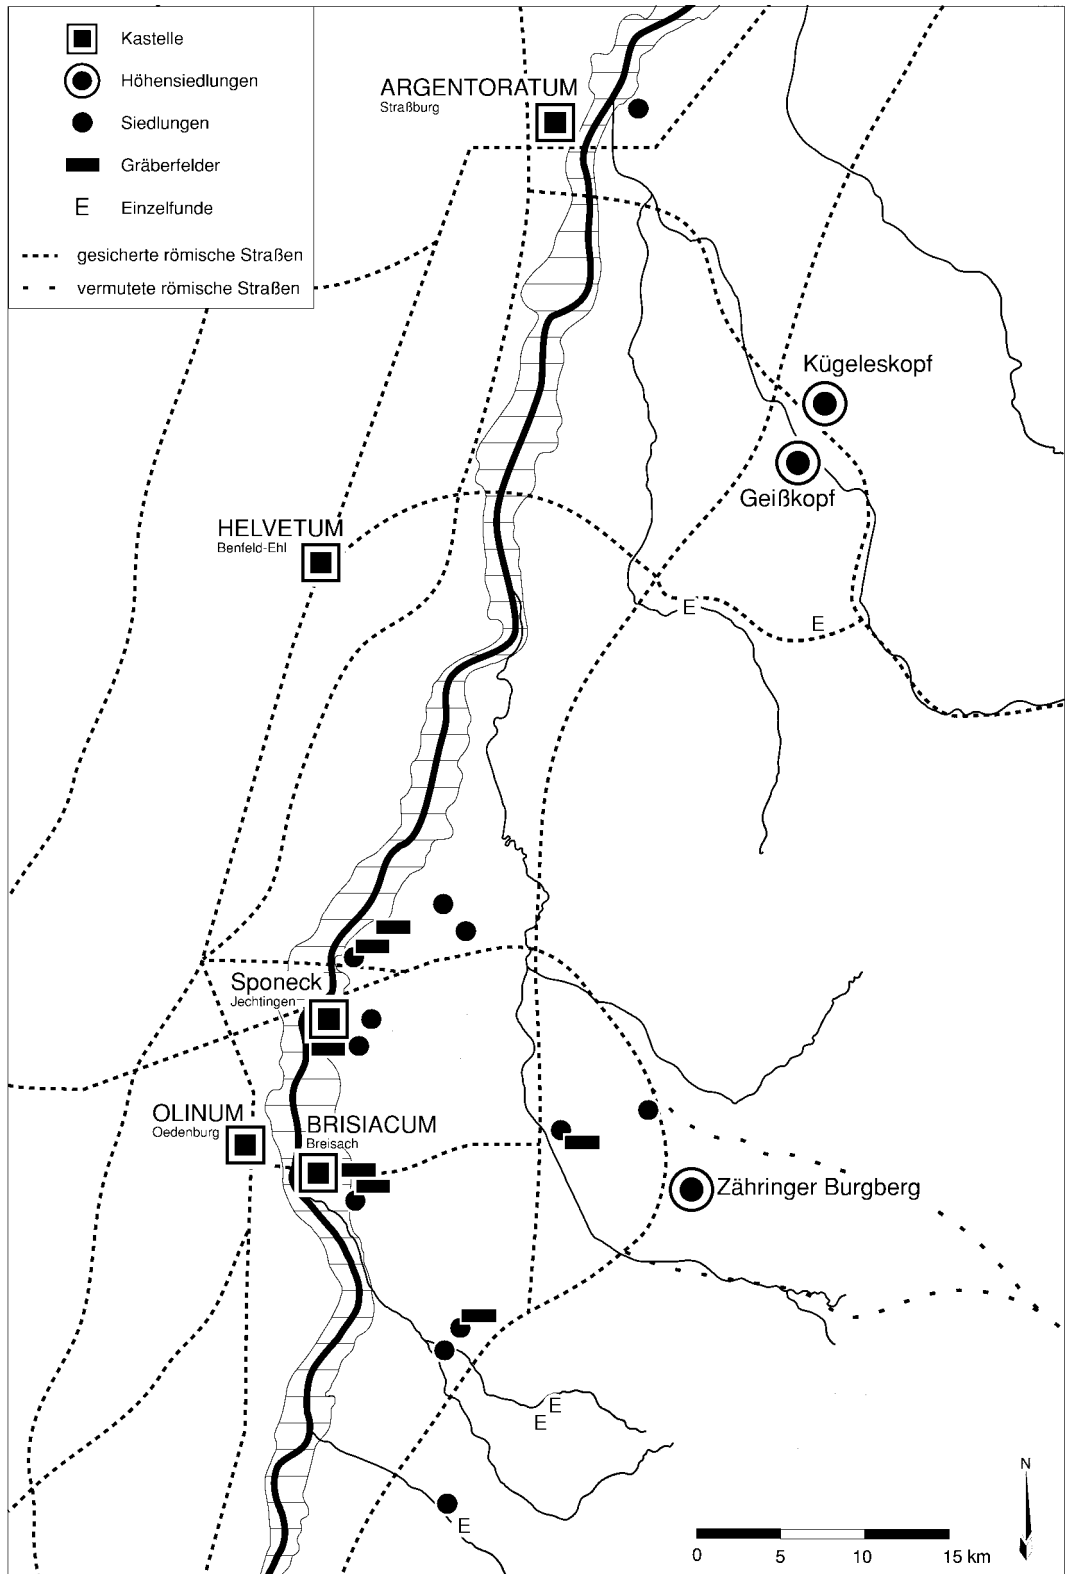 Kastelle
Höhensiedlungen
Siedlungen
Gräberfelder
E Einzelfunde
gesicherte römische Straßen
vermutete römische Straßen
ARGENTORATUM
Straßburg
Kügeleskopf
Geißkopf
HELVETUM
Benfeld-Ehl
E
E
Sponeck
Jechtingen
OLINUM
Oedenburg
BRISIACUM
Breisach
Zähringer Burgberg
E
E
E
N
0 5 10 15 km